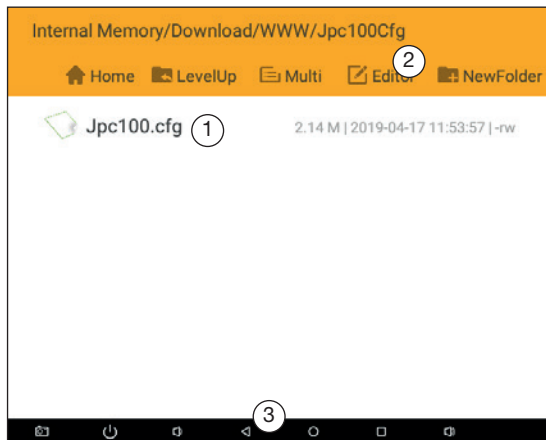 Internal Memory/Download/WWW/Jpc100Cfg
2
Home LevelUp Multi Editor NewFolder
Jpc100.cfg 1 2.14 M | 2019-04-17 11:53:57 | -rw
3